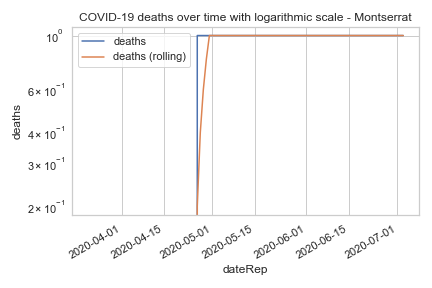 COVID-19 deaths over time with logarithmic scale - Montserrat
deaths
deaths (rolling)
10⁰
6 × 10⁻¹
4 × 10⁻¹
3 × 10⁻¹
2 × 10⁻¹
deaths
2020-04-01
2020-04-15
2020-05-01
2020-05-15
2020-06-01
2020-06-15
2020-07-01
dateRep